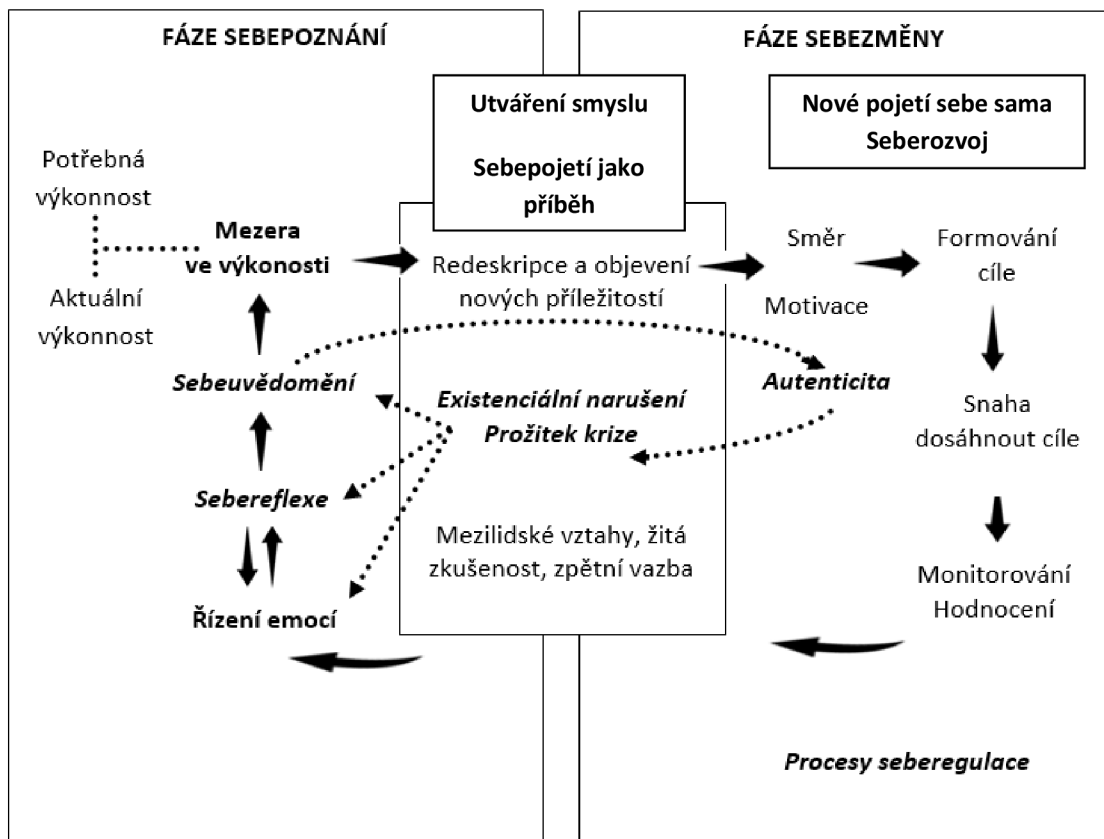 FÁZE SEBEPOZNÁNÍ
FÁZE SEBEZMĚNY
Utváření smyslu
Sebepojetí jako
příběh
Nové pojetí sebe sama
Seberozvoj
Potřebná
výkonnost
Aktuální
výkonnost
Mezera
ve výkonosti
Redeskripce a objevení
nových příležitostí
Směr
Motivace
Formování
cíle
Sebeuvědomění
Existenciální narušení
Prožitek krize
Autenticita
Snaha
dosáhnout cíle
Sebereflexe
Mezilidské vztahy, žitá
zkušenost, zpětní vazba
Monitorování
Hodnocení
Řízení emocí
Procesy seberegulace